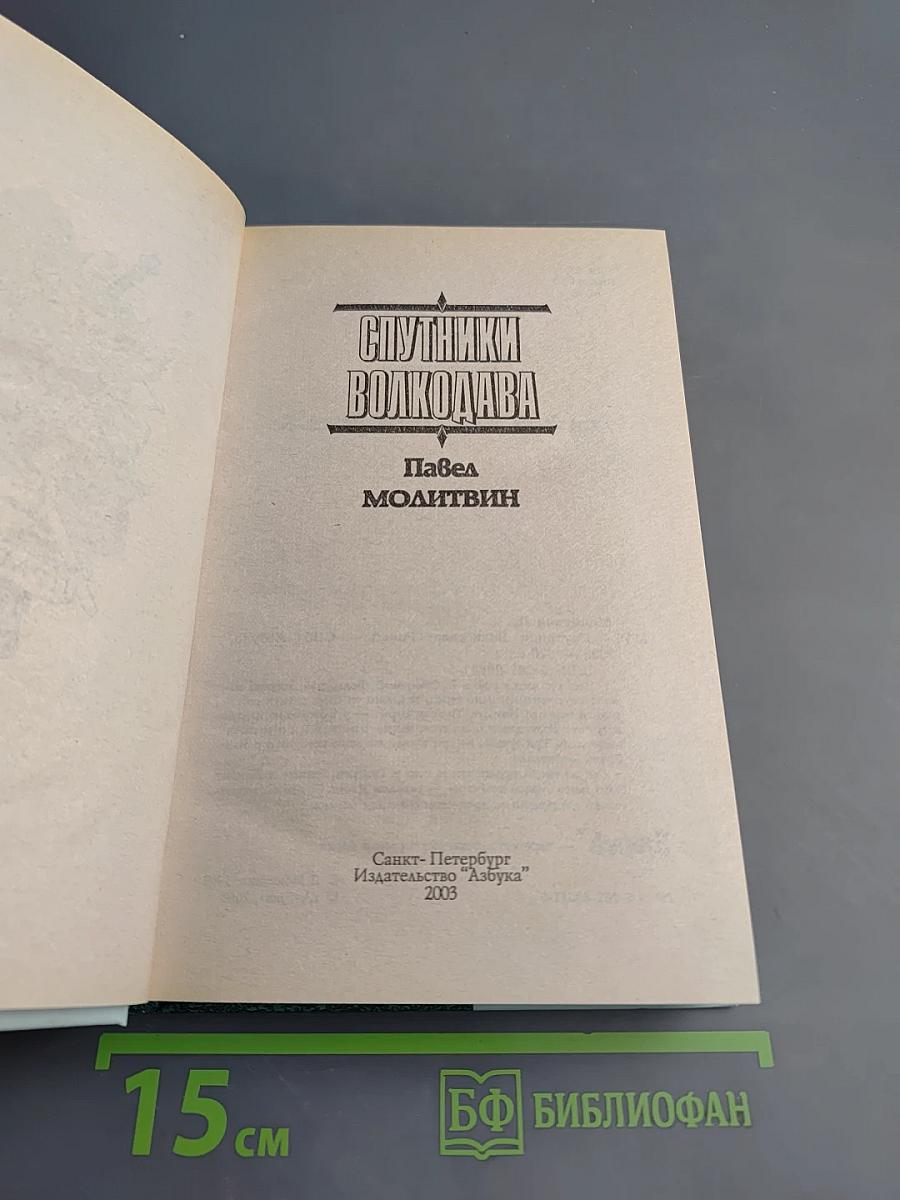 СПУТНИКИ
ВОЛКОДАВА
Павел
МОЛИТВИН
Санкт- Петербург
Издательство "Азбука"
2003
15 см
БФ БИБЛИОФАН